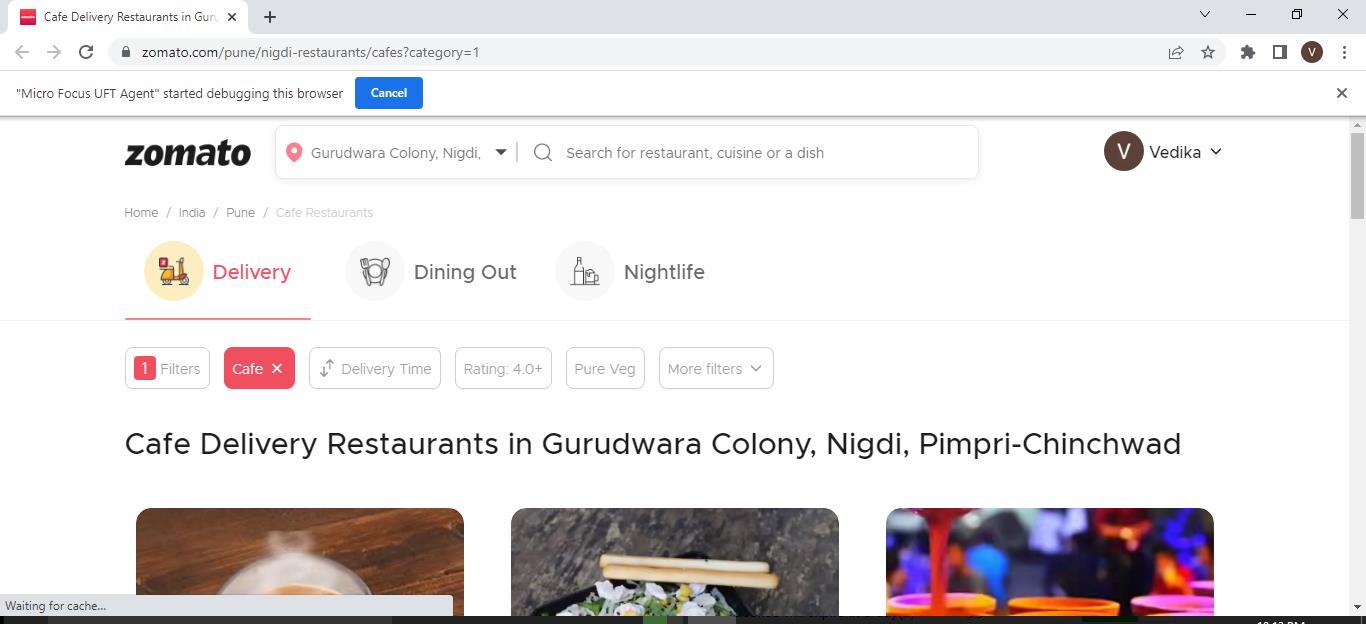 Cafe Delivery Restaurants in Guru
zomato.com/pune/nigdi-restaurants/cafes?category=1
V
"Micro Focus UFT Agent" started debugging this browser
Cancel
zomato
Gurudwara Colony, Nigdi,
Search for restaurant, cuisine or a dish
V
Vedika
Home / India / Pune / Cafe Restaurants
Delivery
Dining Out
Nightlife
1 Filters
Cafe
Delivery Time
Rating: 4.0+
Pure Veg
More filters
Cafe Delivery Restaurants in Gurudwara Colony, Nigdi, Pimpri-Chinchwad
Waiting for cache...